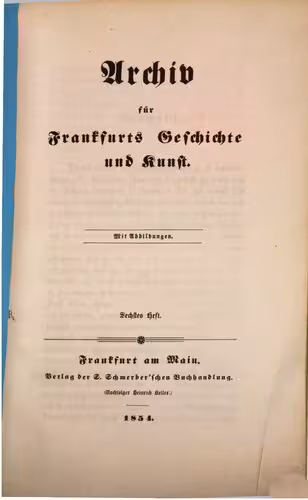 Archiv
für
Frankfurts Geschichte
und Kunst.
Mit Abbildungen.
Sechstes Heft.
Frankfurt am Main,
Verlag der S. Schmerber'schen Buchhandlung.
(Nachfolger Heinrich Keller.)
1854.